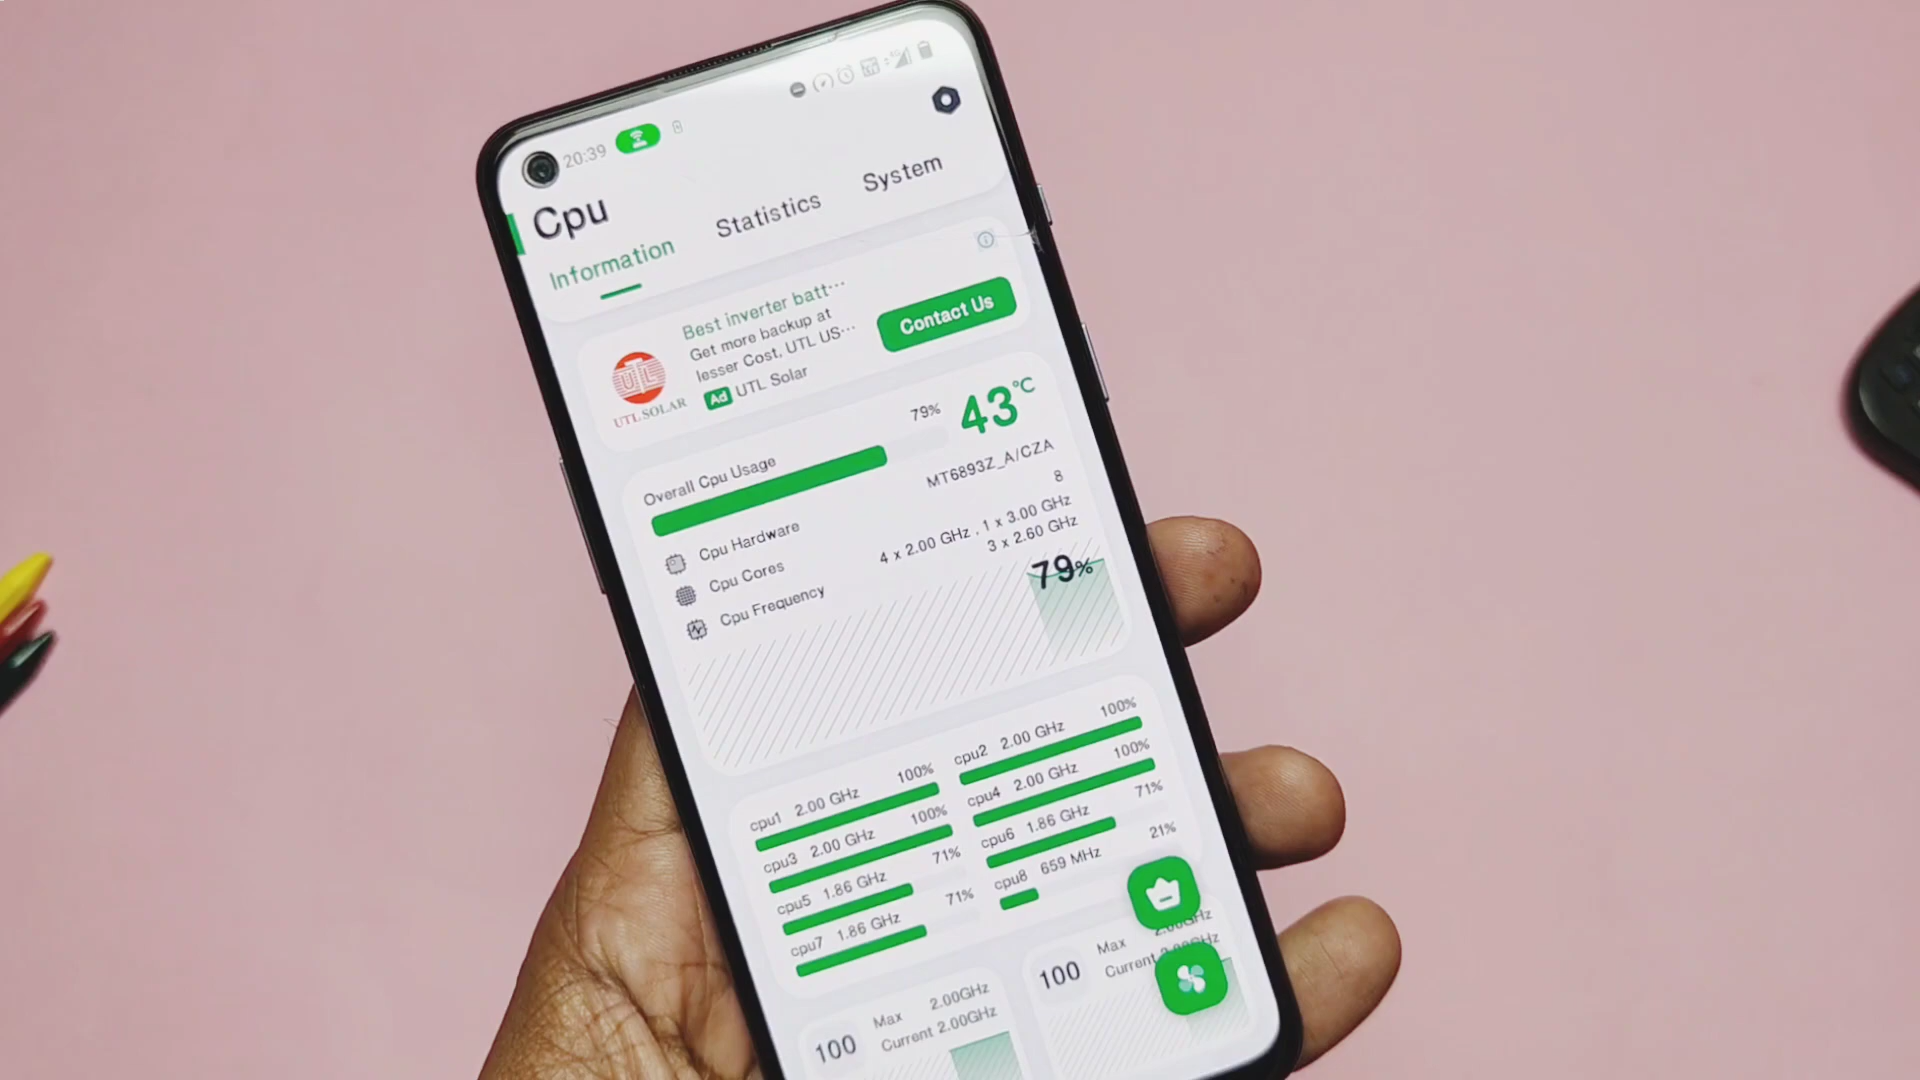 20:39
Cpu
Information Statistics System
Best inverter batt...
Get more backup at
lesser Cost, UTL US...
Ad UTL Solar
Contact Us
UTL
UTL SOLAR
79%
43°C
Overall Cpu Usage
Cpu Hardware MT6893Z_A/CZA
Cpu Cores 8
Cpu Frequency 4 x 2.00 GHz , 1 x 3.00 GHz
3 x 2.60 GHz
79%
cpu1 2.00 GHz 100%
cpu2 2.00 GHz 100%
cpu3 2.00 GHz 100%
cpu4 2.00 GHz 100%
cpu5 1.86 GHz 71%
cpu6 1.86 GHz 71%
cpu7 1.86 GHz 71%
cpu8 659 MHz 21%
100
Max 2.00GHz
Current 2.00GHz
100
Max 2.00GHz
Current 2.00GHz